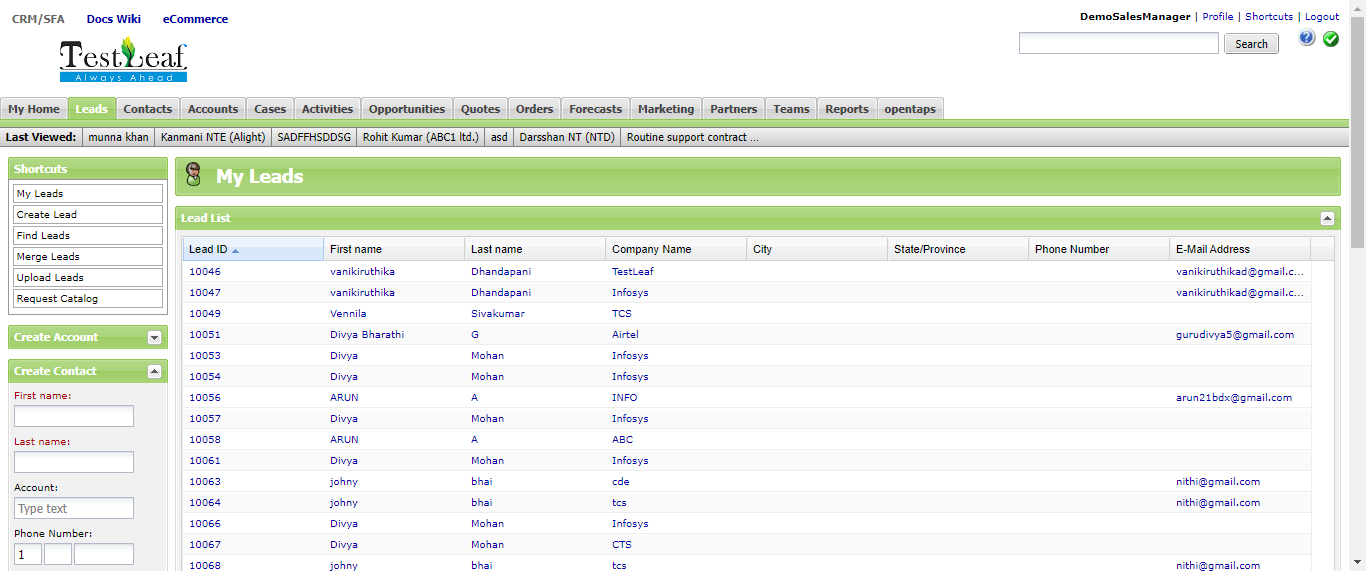 CRM/SFA Docs Wiki eCommerce
DemoSalesManager | Profile | Shortcuts | Logout
TestLeaf
Always Ahead
Search
My Home Leads Contacts Accounts Cases Activities Opportunities Quotes Orders Forecasts Marketing Partners Teams Reports opentaps
Last Viewed: munna khan Kanmani NTE (Alight) SADFFHSDDSG Rohit Kumar (ABC1 ltd.) asd Darsshan NT (NTD) Routine support contract ...
Shortcuts
My Leads
Create Lead
Find Leads
Merge Leads
Upload Leads
Request Catalog
Create Account
Create Contact
First name:
Last name:
Account:
Type text
Phone Number:
1
My Leads
Lead List
Lead ID First name Last name Company Name City State/Province Phone Number E-Mail Address
10046 vanikiruthika Dhandapani TestLeaf vanikiruthikad@gmail.c...
10047 vanikiruthika Dhandapani Infosys vanikiruthikad@gmail.c...
10049 Vennila Sivakumar TCS
10051 Divya Bharathi G Airtel gurudivya5@gmail.com
10053 Divya Mohan Infosys
10054 Divya Mohan Infosys
10056 ARUN A INFO arun21bdx@gmail.com
10057 Divya Mohan Infosys
10058 ARUN A ABC
10061 Divya Mohan Infosys
10063 johny bhai cde nithi@gmail.com
10064 johny bhai tcs nithi@gmail.com
10066 Divya Mohan Infosys
10067 Divya Mohan CTS
10068 johny bhai tcs nithi@gmail.com